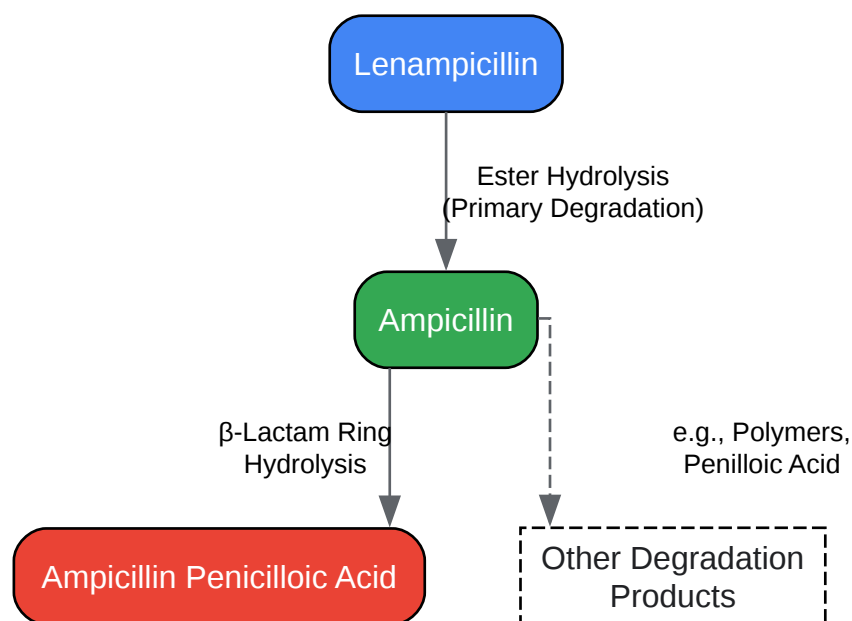 Lenampicillin
Ester Hydrolysis
(Primary Degradation)
Ampicillin
β-Lactam Ring
Hydrolysis
e.g., Polymers,
Penilloic Acid
Ampicillin Penicilloic Acid
Other Degradation
Products